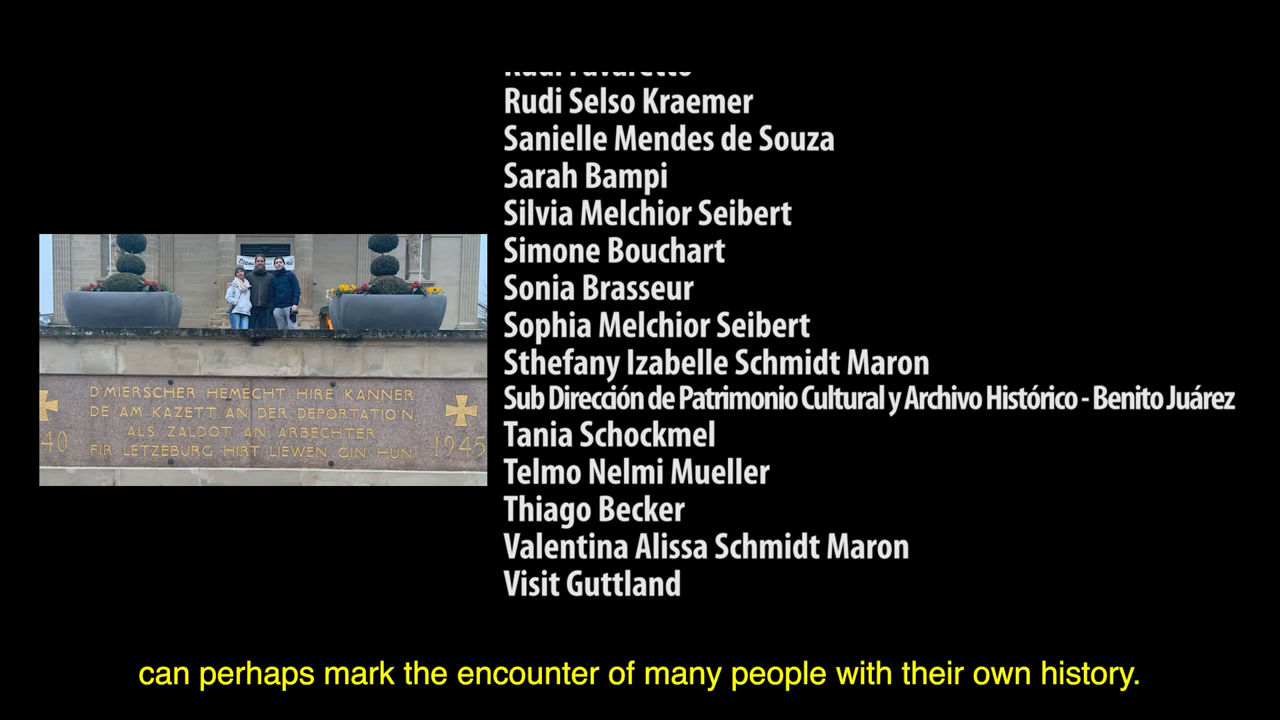 Rudi Favaretto
Rudi Selso Kraemer
Sanielle Mendes de Souza
Sarah Bampi
Silvia Melchior Seibert
Simone Bouchart
Sonia Brasseur
Sophia Melchior Seibert
Sthefany Izabelle Schmidt Maron
Sub Dirección de Patrimonio Cultural y Archivo Histórico - Benito Juárez
Tania Schockmel
Telmo Nelmi Mueller
Thiago Becker
Valentina Alissa Schmidt Maron
Visit Guttland
D'MIERSCHER HEMECHT HIRE KANNER
DE AM KAZETT AN DER DEPORTATIO'N
ALS ZALDOT AN ARBECHTER
40 FIR LETZEBURG HIRT LIEWEN GIN HUN 1945
can perhaps mark the encounter of many people with their own history.